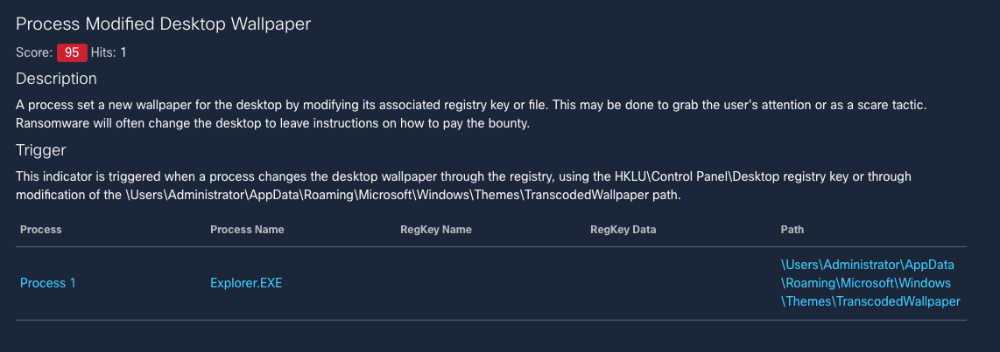 Process Modified Desktop Wallpaper
Score: 95 Hits: 1
Description
A process set a new wallpaper for the desktop by modifying its associated registry key or file. This may be done to grab the user's attention or as a scare tactic.
Ransomware will often change the desktop to leave instructions on how to pay the bounty.
Trigger
This indicator is triggered when a process changes the desktop wallpaper through the registry, using the HKLU\Control Panel\Desktop registry key or through
modification of the \Users\Administrator\AppData\Roaming\Microsoft\Windows\Themes\TranscodedWallpaper path.
Process Process Name RegKey Name RegKey Data Path
Process 1 Explorer.EXE \Users\Administrator\AppData
\Roaming\Microsoft\Windows
\Themes\TranscodedWallpaper